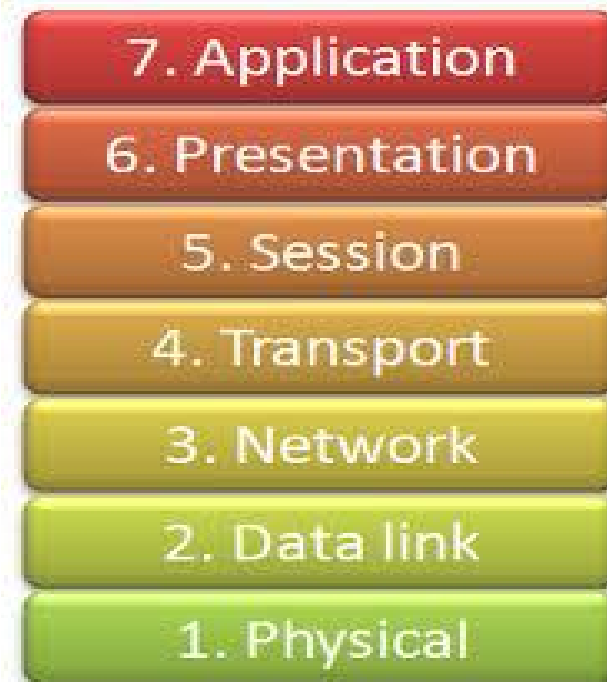 7. Application
6. Presentation
5. Session
4. Transport
3. Network
2. Data link
1. Physical